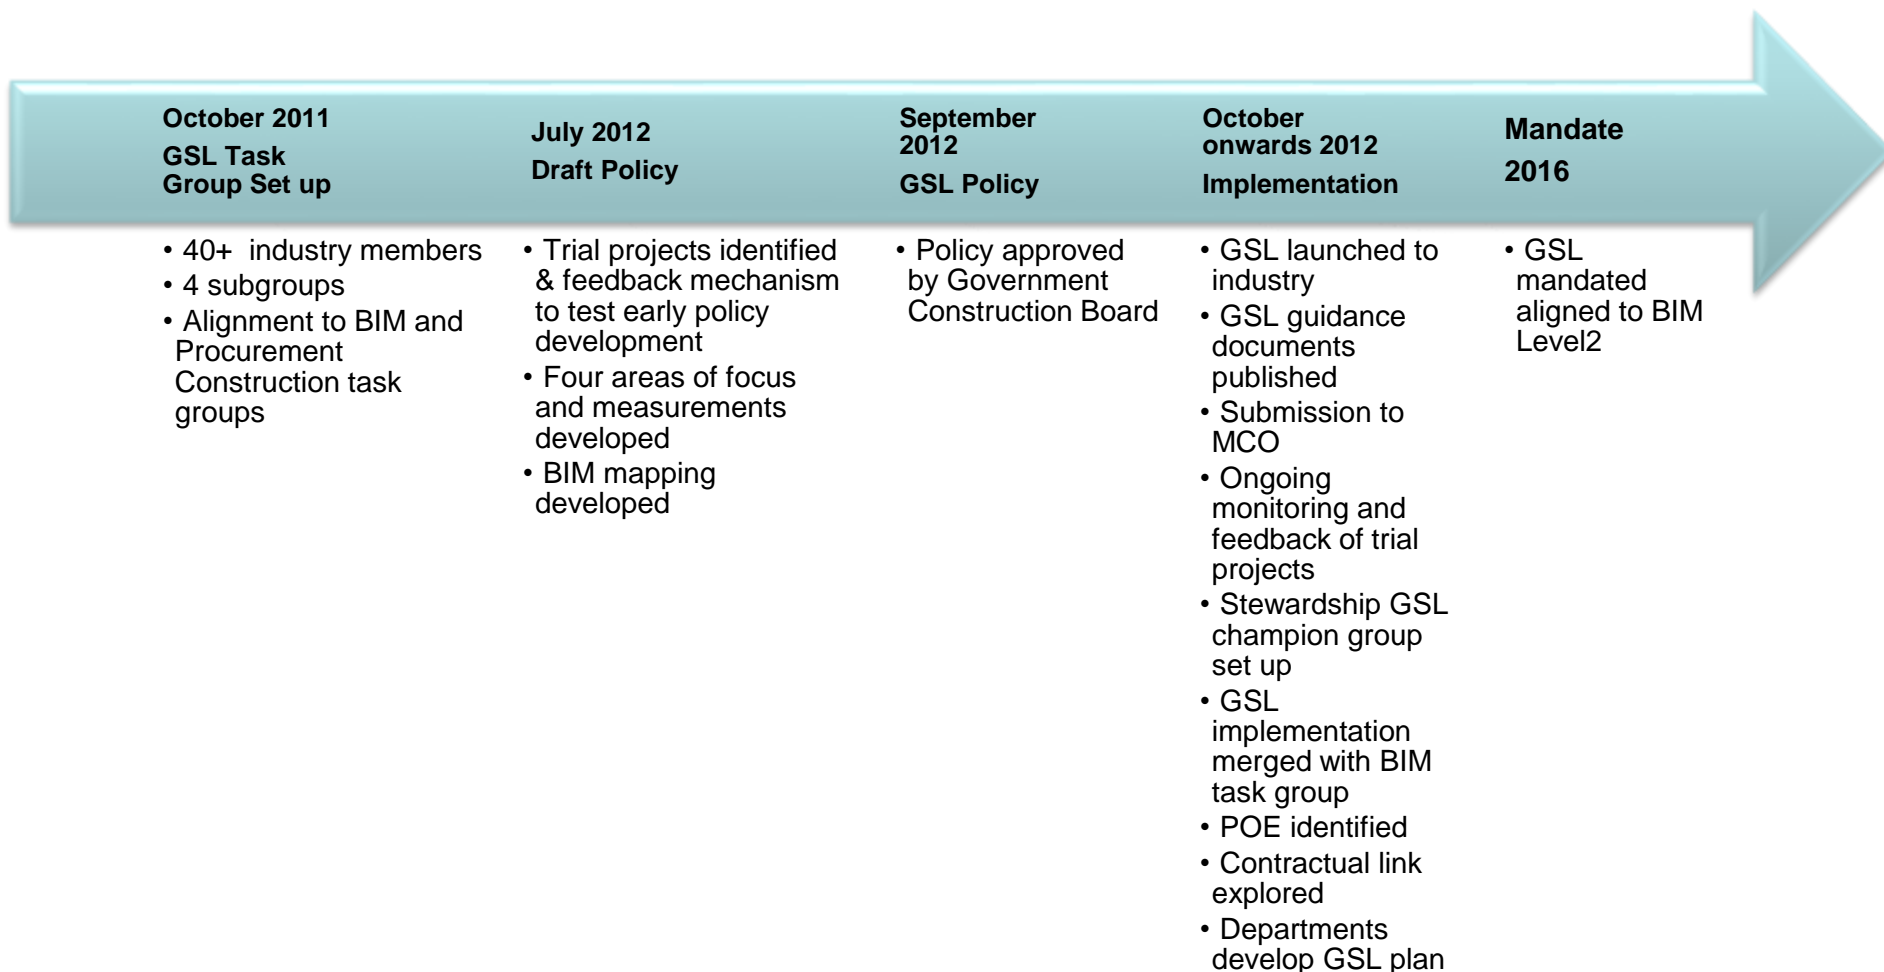 October 2011
GSL Task
Group Set up
• 40+ industry members
• 4 subgroups
• Alignment to BIM and
Procurement
Construction task
groups
July 2012
Draft Policy
• Trial projects identified
& feedback mechanism
to test early policy
development
• Four areas of focus
and measurements
developed
• BIM mapping
developed
September
2012
GSL Policy
• Policy approved
by Government
Construction Board
October
onwards 2012
Implementation
• GSL launched to
industry
• GSL guidance
documents
published
• Submission to
MCO
• Ongoing
monitoring and
feedback of trial
projects
• Stewardship GSL
champion group
set up
• GSL
implementation
merged with BIM
task group
• POE identified
• Contractual link
explored
• Departments
develop GSL plan
Mandate
2016
• GSL
mandated
aligned to BIM
Level2